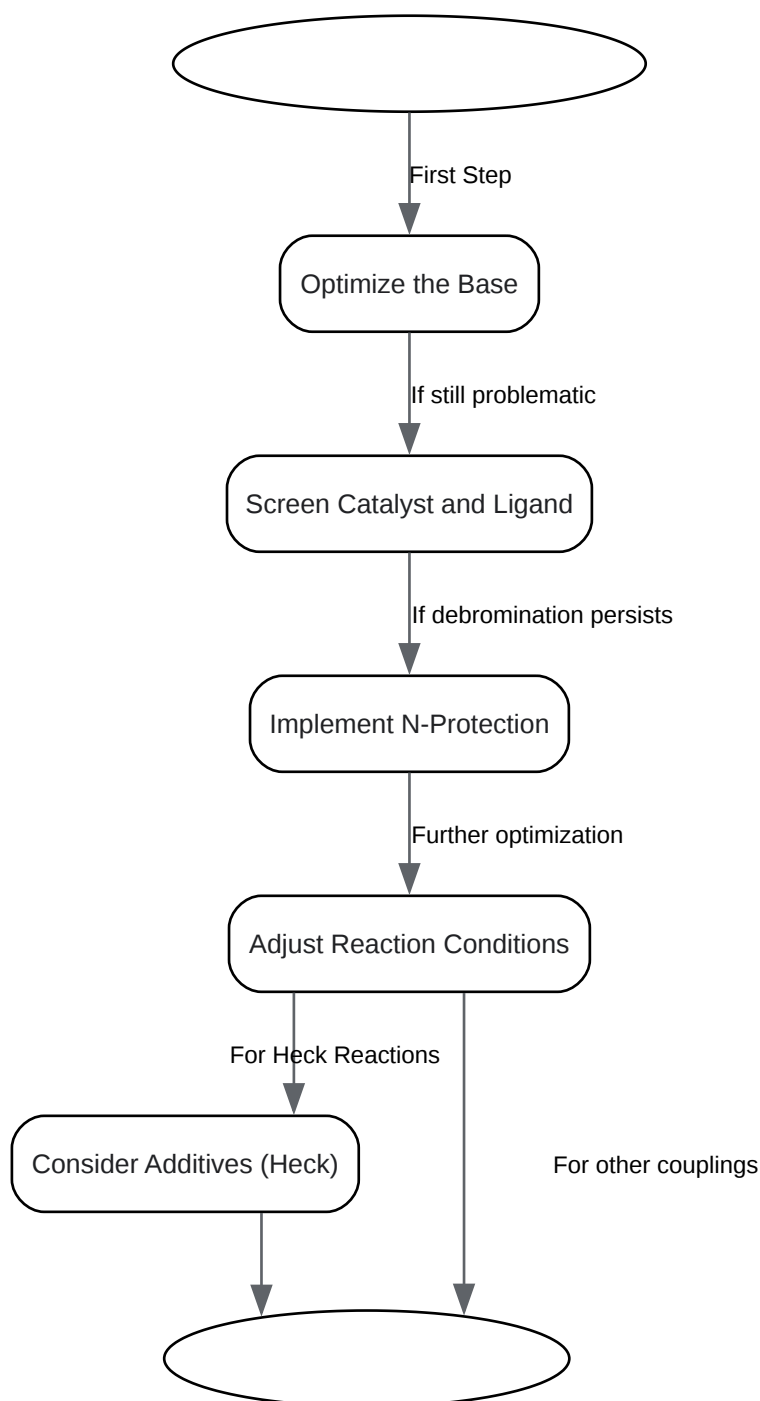 First Step
Optimize the Base
If still problematic
Screen Catalyst and Ligand
If debromination persists
Implement N-Protection
Further optimization
Adjust Reaction Conditions
For Heck Reactions
Consider Additives (Heck)
For other couplings